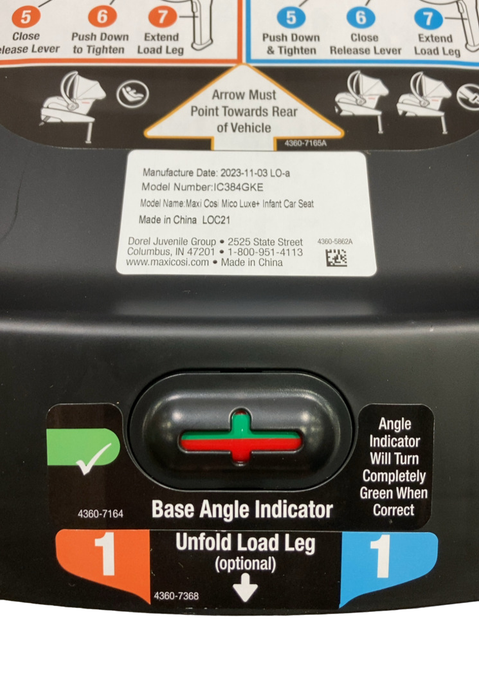 5 6 7
Close Push Down Extend
Release Lever to Tighten Load Leg
5 6 7
Push Down Close Extend
& Tighten Release Lever Load Leg
Arrow Must
Point Towards Rear
of Vehicle
4360-7165A
Manufacture Date: 2023-11-03 LO-a
Model Number:IC384GKE
Model Name:Maxi Cosi Mico Luxe+ Infant Car Seat
Made in China LOC21
Dorel Juvenile Group • 2525 State Street
Columbus, IN 47201 • 1-800-951-4113
www.maxicosi.com • Made in China
4360-5862A
4360-7164
Base Angle Indicator
Angle
Indicator
Will Turn
Completely
Green When
Correct
1
Unfold Load Leg
(optional)
1
4360-7368